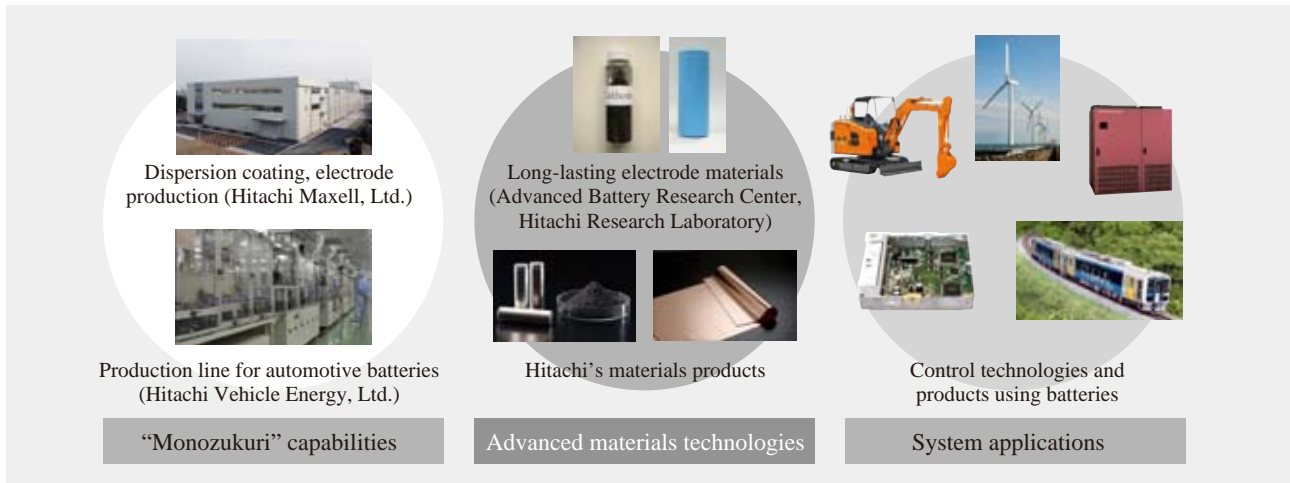 Dispersion coating, electrode
production (Hitachi Maxell, Ltd.)
Production line for automotive batteries
(Hitachi Vehicle Energy, Ltd.)
“Monozukuri” capabilities
Long-lasting electrode materials
(Advanced Battery Research Center,
Hitachi Research Laboratory)
Hitachi’s materials products
Advanced materials technologies
Control technologies and
products using batteries
System applications